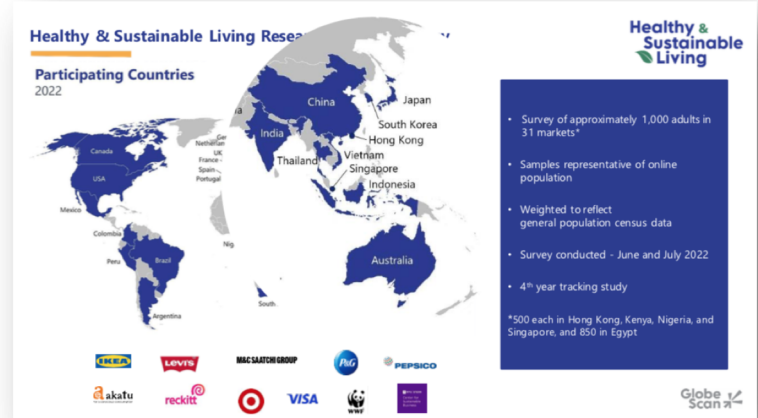 Healthy & Sustainable Living
Healthy &
Sustainable
Living
Participating Countries
2022
Canada
USA
Mexico
Colombia
Peru
Brazil
Argentina
UK
France
Spain
Portugal
South
China
Japan
South Korea
India
Hong Kong
Vietnam
Thailand
Singapore
Indonesia
Australia
• Survey of approximately 1,000 adults in
31 markets*
• Samples representative of online
population
• Weighted to reflect
general population census data
• Survey conducted - June and July 2022
• 4th year tracking study
*500 each in Hong Kong, Kenya, Nigeria, and
Singapore, and 850 in Egypt
IKEA
LEVI'S
M&C SAATCHI GROUP
P&G
PEPSICO
akatu
reckitt
VISA
WWF
Globe
Scan